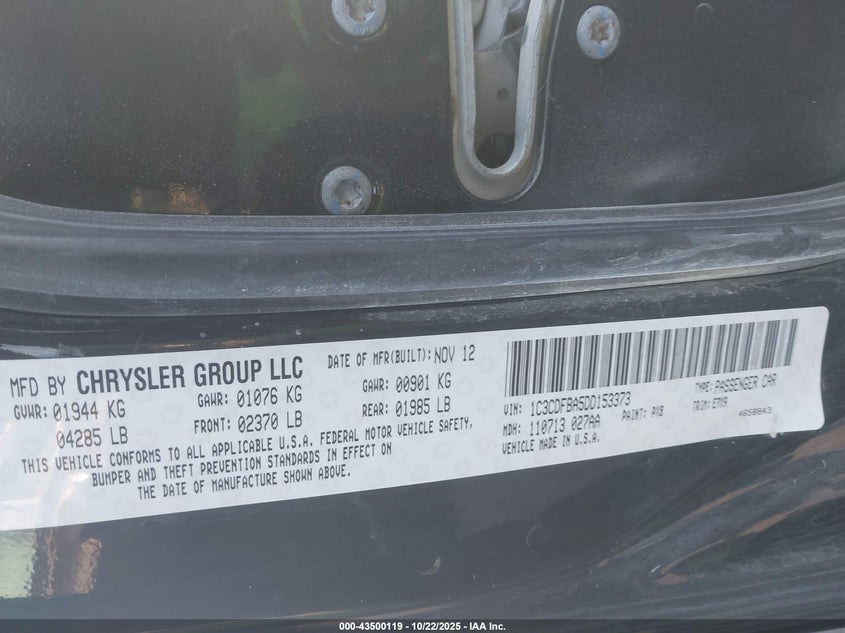 MFD BY CHRYSLER GROUP LLC
DATE OF MFR(BUILT): NOV 12
GVWR: 01944 KG
GAWR: 01076 KG
GAWR: 00901 KG
04285 LB
FRONT: 02370 LB
REAR: 01985 LB
THIS VEHICLE CONFORMS TO ALL APPLICABLE U.S.A. FEDERAL MOTOR VEHICLE SAFETY,
BUMPER AND THEFT PREVENTION STANDARDS IN EFFECT ON
THE DATE OF MANUFACTURE SHOWN ABOVE.
VIN: 1C3CDFBA5DD153373
TYPE: PASSENGER CAR
MDH: 110713 027AA
PAINT: PXB
TRIM: E7X9
4658843
VEHICLE MADE IN U.S.A.
000-43500119 - 10/22/2025 - IAA Inc.